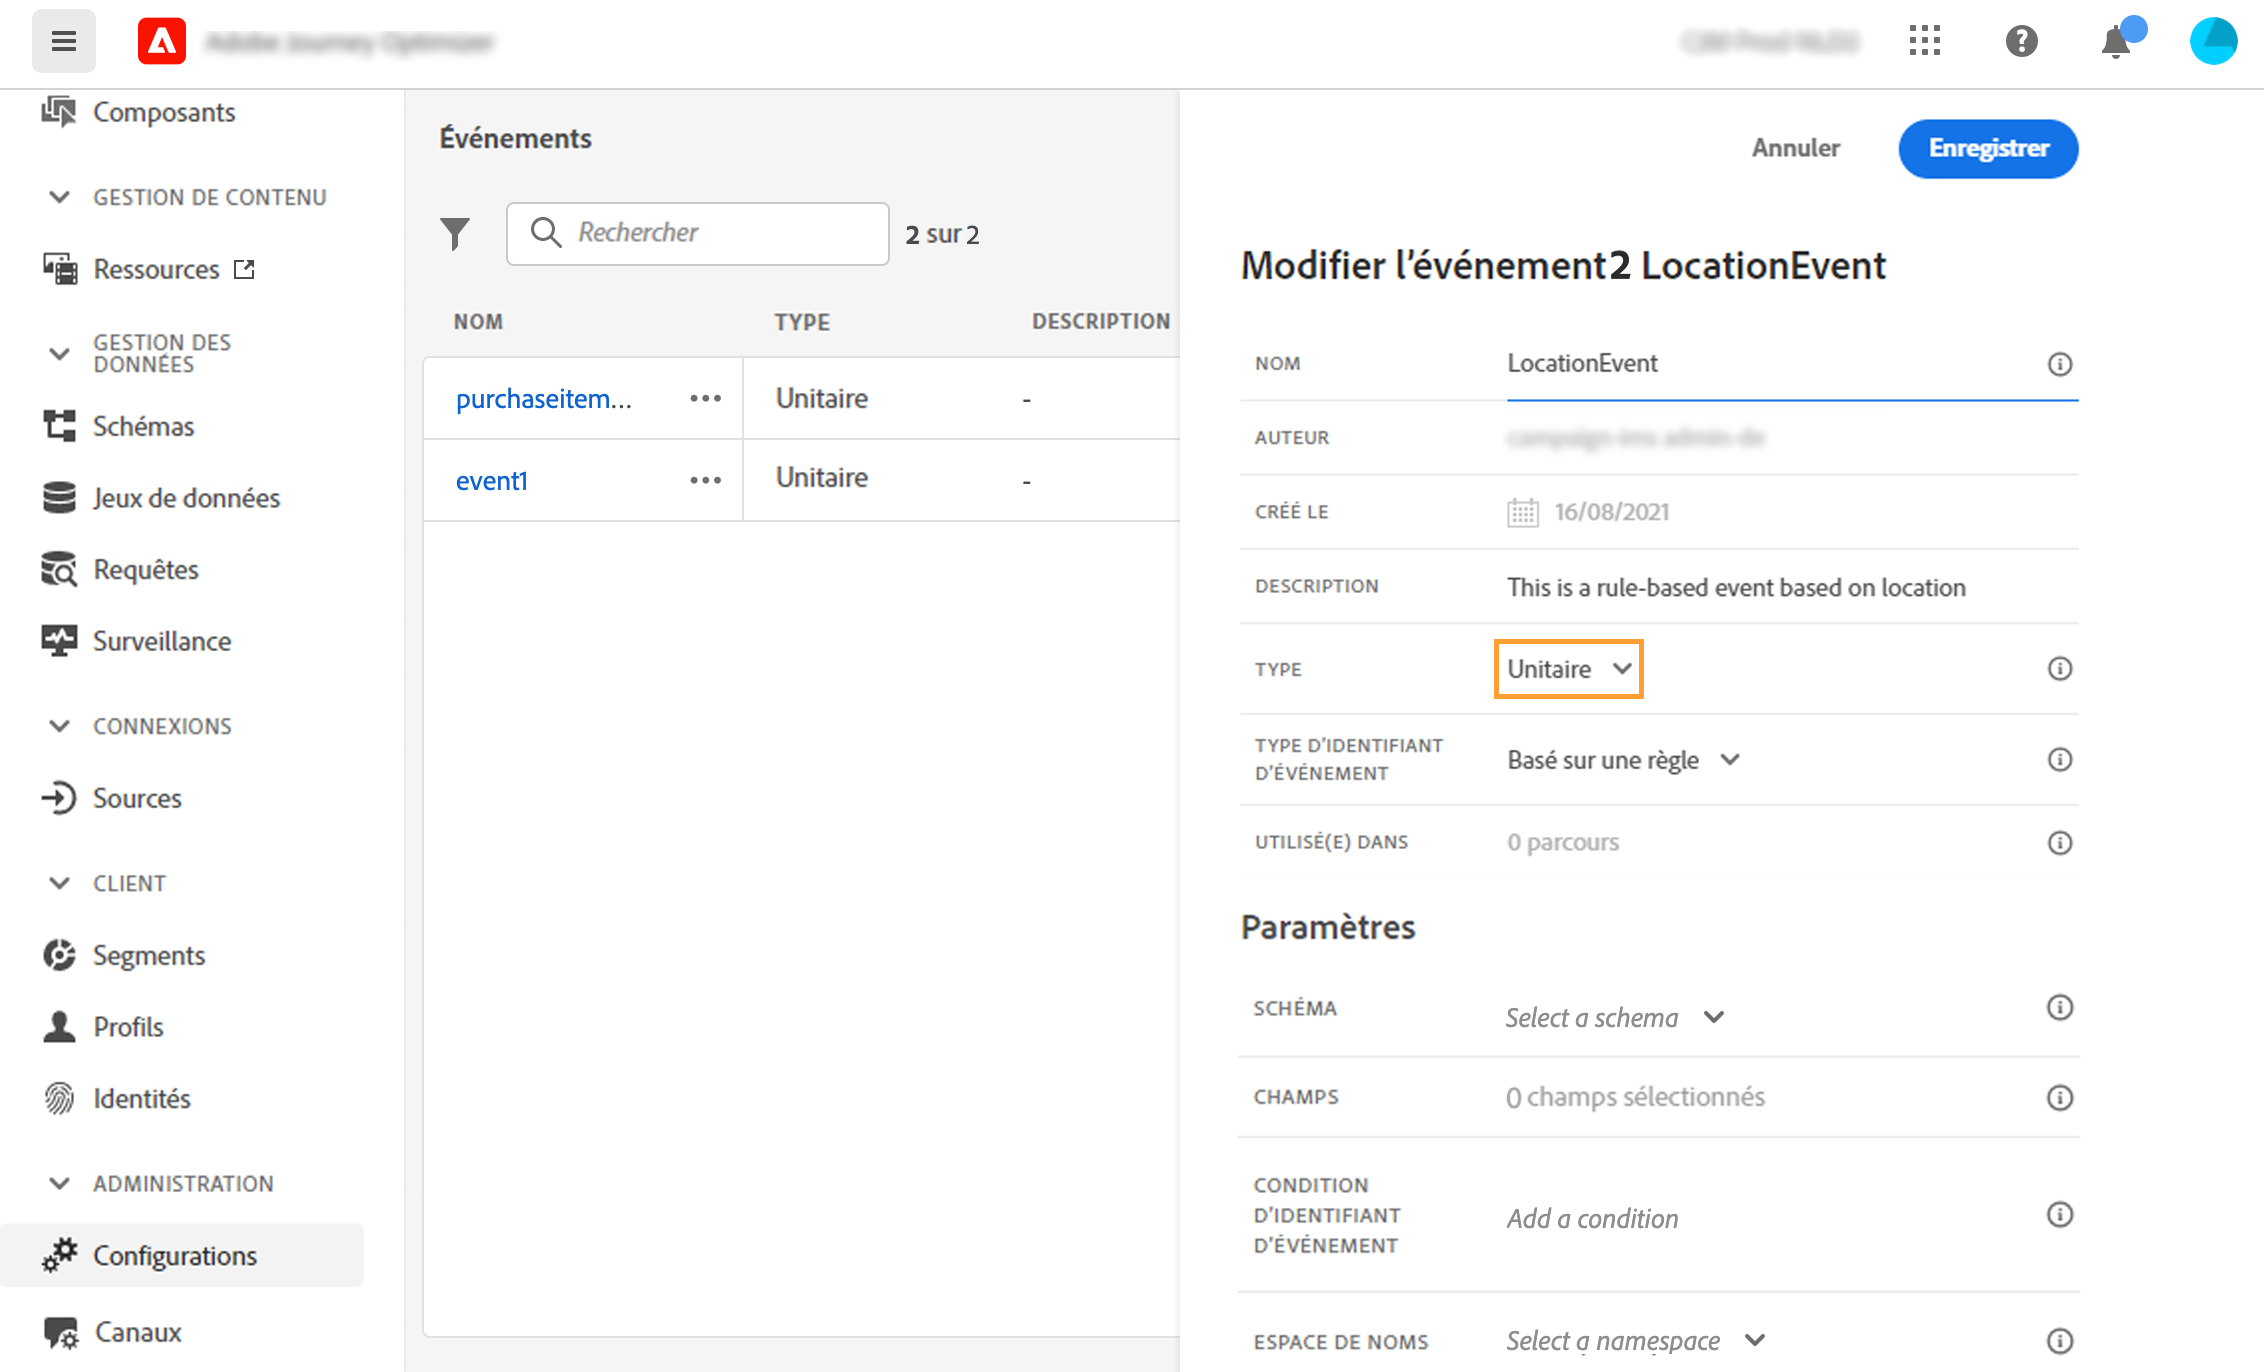 Composants
GESTION DE CONTENU
Ressources
GESTION DES
DONNÉES
Schémas
Jeux de données
Requêtes
Surveillance
CONNEXIONS
Sources
CLIENT
Segments
Profils
Identités
ADMINISTRATION
Configurations
Canaux
Événements
Rechercher
2 sur 2
NOM TYPE DESCRIPTION
purchaseitem... ••• Unitaire -
event1 ••• Unitaire -
Annuler
Enregistrer
Modifier l’événement2 LocationEvent
NOM LocationEvent
AUTEUR
CRÉÉ LE 16/08/2021
DESCRIPTION This is a rule-based event based on location
TYPE Unitaire
TYPE D’IDENTIFIANT
D’ÉVÉNEMENT
Basé sur une règle
UTILISÉ(E) DANS 0 parcours
Paramètres
SCHÉMA Select a schema
CHAMPS 0 champs sélectionnés
CONDITION
D’IDENTIFIANT
D’ÉVÉNEMENT
Add a condition
ESPACE DE NOMS Select a namespace